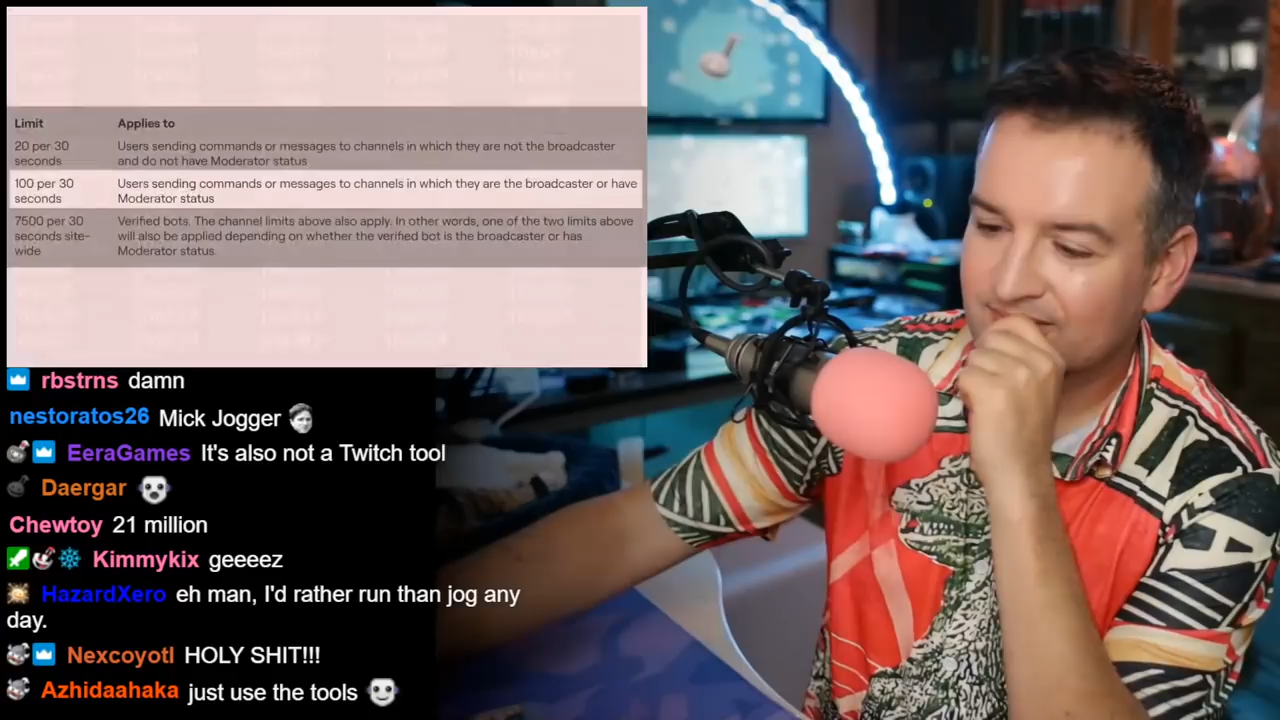 Limit Applies to
20 per 30 Users sending commands or messages to channels in which they are not the broadcaster
seconds and do not have Moderator status
100 per 30 Users sending commands or messages to channels in which they are the broadcaster or have
seconds Moderator status
7500 per 30 Verified bots. The channel limits above also apply. In other words, one of the two limits above
seconds site- will also be applied depending on whether the verified bot is the broadcaster or has
wide Moderator status.
rbstrns damn
nestoratos26 Mick Jogger
EeraGames It's also not a Twitch tool
Daergar
Chewtoy 21 million
Kimmykix geeeez
HazardXero eh man, I'd rather run than jog any
day.
Nexcoyotl HOLY SHIT!!!
Azhidaahaka just use the tools